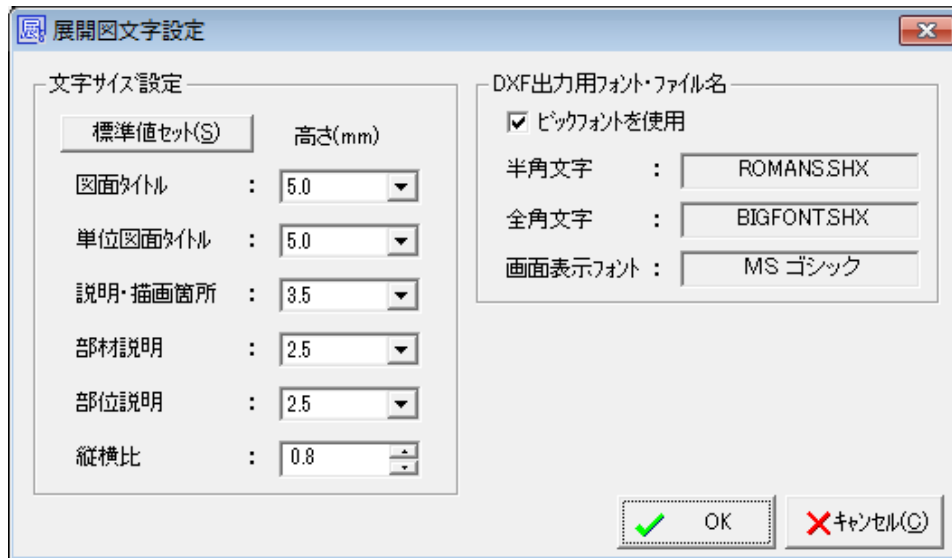 展開図文字設定
文字サイズ設定
標準値セット(S)
高さ(mm)
図面タイトル : 5.0
単位図面タイトル : 5.0
説明・描画箇所 : 3.5
部材説明 : 2.5
部位説明 : 2.5
縦横比 : 0.8
DXF出力用フォント・ファイル名
ビックフォントを使用
半角文字 : ROMANS.SHX
全角文字 : BIGFONT.SHX
画面表示フォント : MS ゴシック
OK
キャンセル(C)